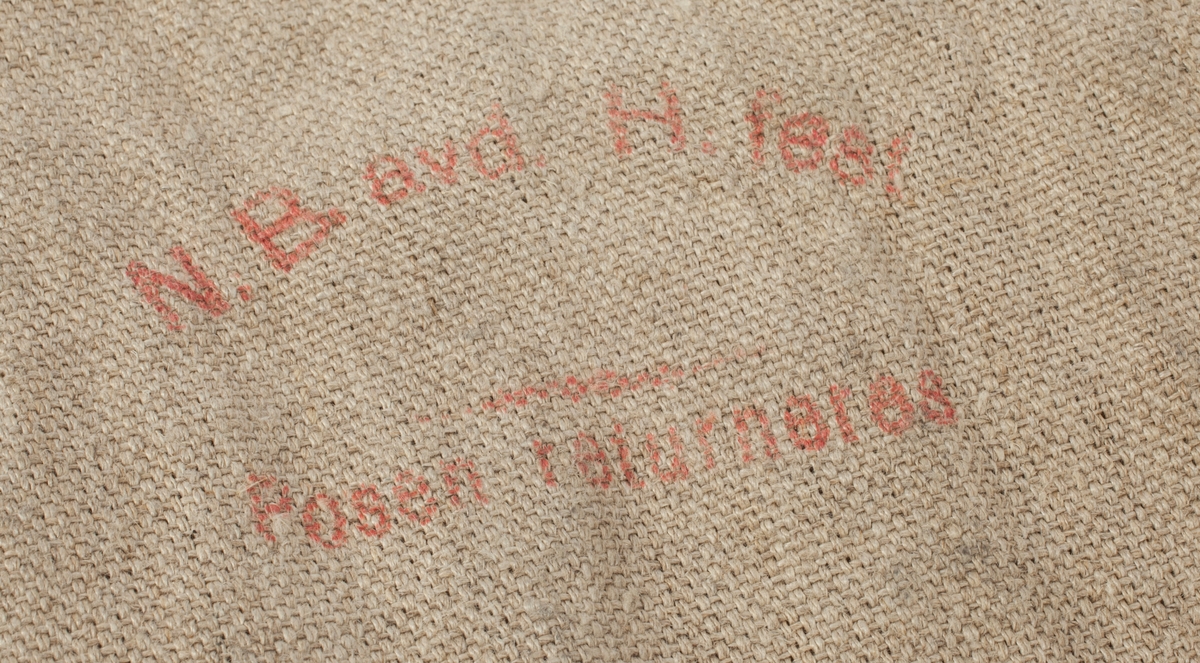 N.B. avd. H. fest
Posen returneres